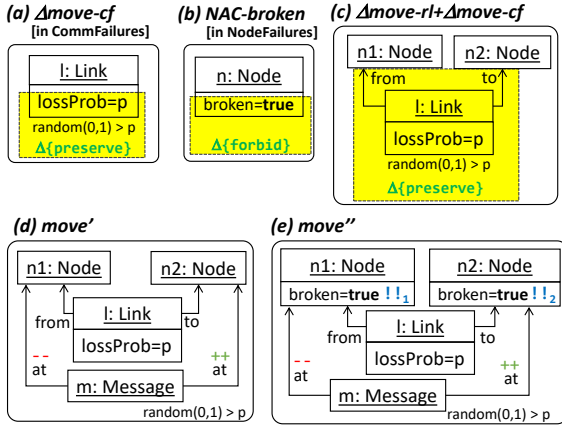 (a) Δmove-cf
[in CommFailures]
l: Link
lossProb=p
random(0,1) > p
Δ{preserve}
(b) NAC-broken
[in NodeFailures]
n: Node
broken=true
Δ{forbid}
(c) Δmove-rl+Δmove-cf
n1: Node
n2: Node
from
to
l: Link
lossProb=p
random(0,1) > p
Δ{preserve}
(d) move’
n1: Node
n2: Node
l: Link
from
to
lossProb=p
--
at
++
at
m: Message
random(0,1) > p
(e) move’’
n1: Node
n2: Node
broken=true !!1
broken=true !!2
l: Link
from
to
lossProb=p
--
at
++
at
m: Message
random(0,1) > p